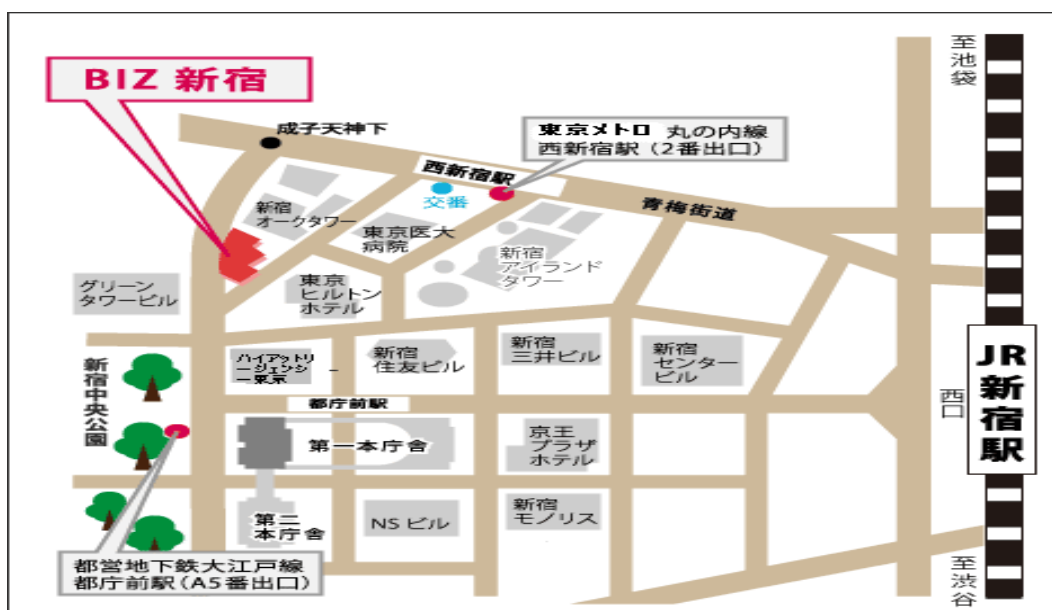 至池袋
BIZ 新宿
成子天神下
東京メトロ 丸の内線
西新宿駅（2番出口）
西新宿駅
交番
青梅街道
新宿
オークタワー
東京医大
病院
新宿
アイランド
タワー
グリーン
タワービル
東京
ヒルトン
ホテル
ハイアットリ
ージェンシ
ー東京
新宿
住友ビル
新宿
三井ビル
新宿
センター
ビル
JR新宿駅
西口
新宿中央公園
都庁前駅
第一本庁舎
京王
プラザ
ホテル
第二
本庁舎
NSビル
新宿
モノリス
都営地下鉄大江戸線
都庁前駅（A5番出口）
至渋谷